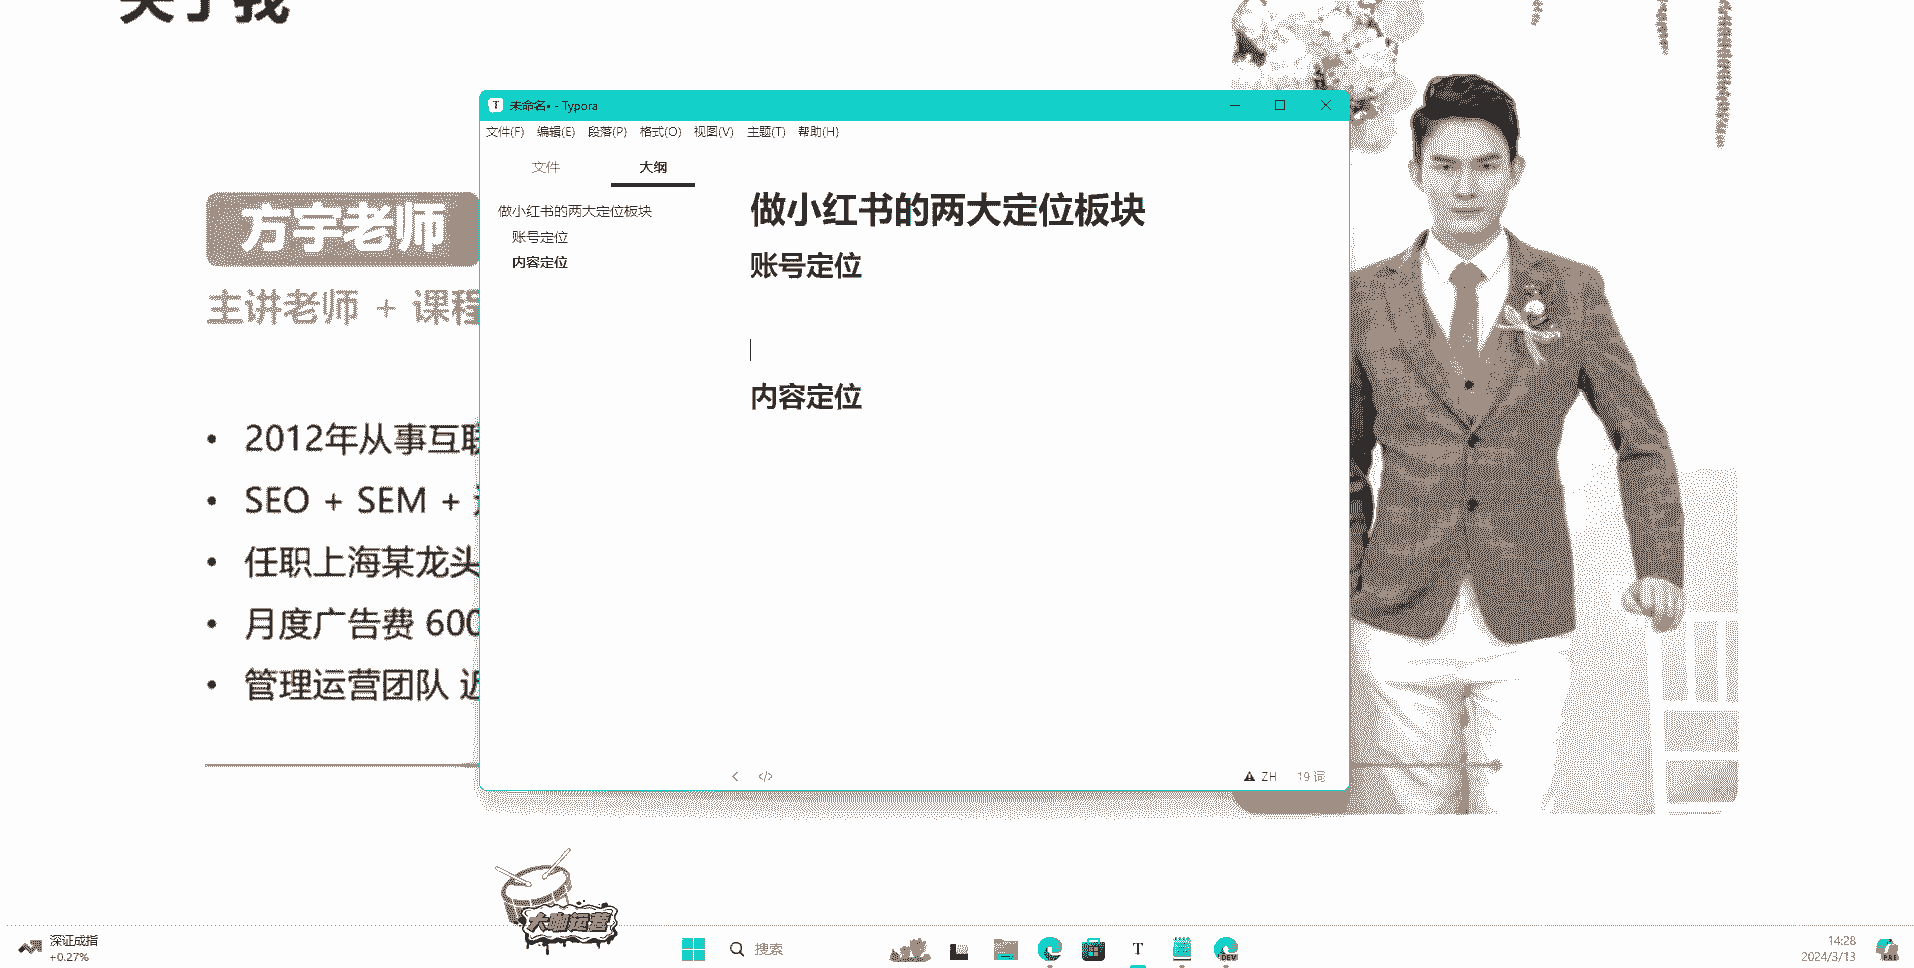 关于我
方宇老师
主讲老师 + 课程
2012年从事互联
SEO + SEM +
任职上海某龙头
月度广告费 600
管理运营团队 近
未命名• - Typora
文件(F) 编辑(E) 段落(P) 格式(O) 视图(V) 主题(T) 帮助(H)
文件 大纲
做小红书的两大定位板块
账号定位
内容定位
做小红书的两大定位板块
账号定位
内容定位
ZH 19 词
大咖运营
深证成指
+0.27%
搜索
T
DEV
14:28
2024/3/13
PRE